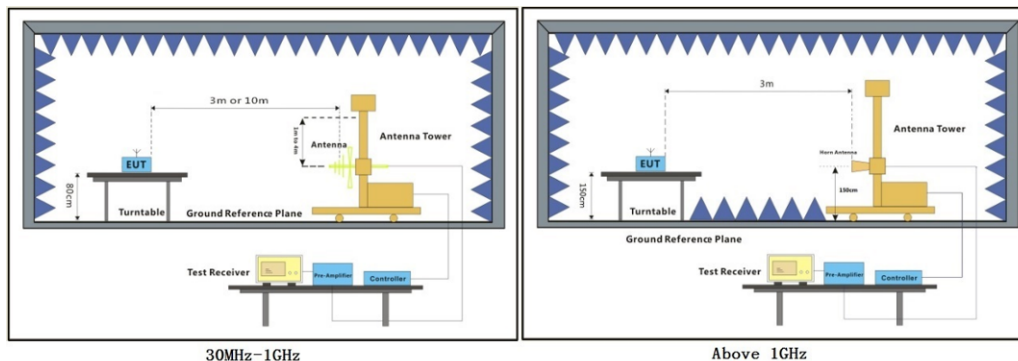 3m or 10m
Antenna Tower
1m to 4m
Antenna
EUT
80cm
Turntable
Ground Reference Plane
Test Receiver
Pre-Amplifier
Controller
30MHz-1GHz
3m
Antenna Tower
Horn Antenna
EUT
150cm
150cm
Turntable
Ground Reference Plane
Test Receiver
Pre-Amplifier
Controller
Above 1GHz